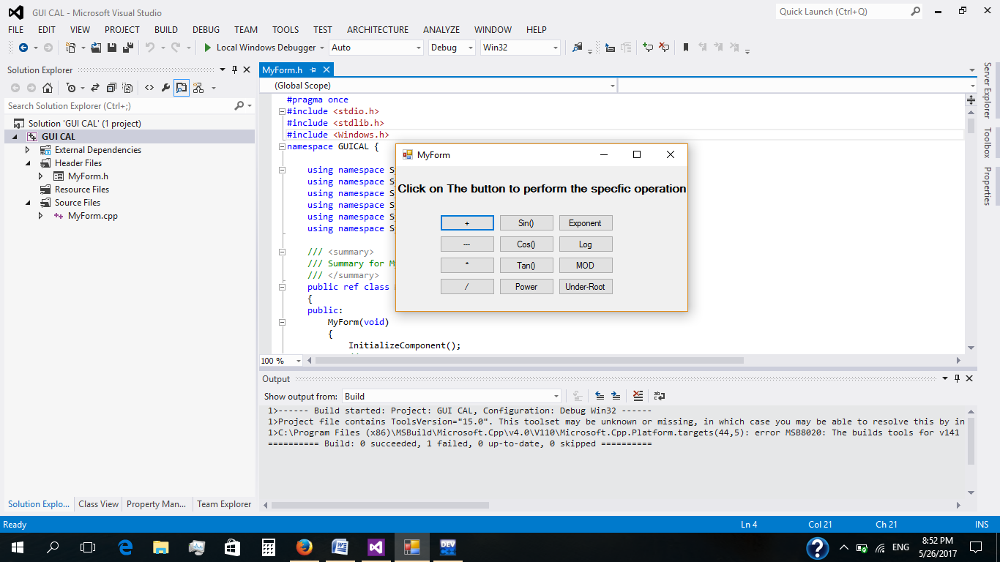 GUI CAL - Microsoft Visual Studio
Quick Launch (Ctrl+Q)
FILE EDIT VIEW PROJECT BUILD DEBUG TEAM TOOLS TEST ARCHITECTURE ANALYZE WINDOW HELP
Local Windows Debugger Auto Debug Win32
Solution Explorer
Search Solution Explorer (Ctrl+;)
Solution 'GUI CAL' (1 project)
GUI CAL
External Dependencies
Header Files
MyForm.h
Resource Files
Source Files
MyForm.cpp
Solution Explo... Class View Property Man... Team Explorer
MyForm.h
(Global Scope)
#pragma once
#include <stdio.h>
#include <stdlib.h>
#include <Windows.h>
namespace GUICAL {
using namespace
using namespace
using namespace
using namespace
using namespace
using namespace
/// <summary>
/// Summary for
/// </summary>
public ref class
{
public:
MyForm(void)
{
InitializeComponent();
100 %
MyForm
Click on The button to perform the specfic operation
+ Sin() Exponent
--- Cos() Log
* Tan() MOD
/ Power Under-Root
Output
Show output from: Build
1>------ Build started: Project: GUI CAL, Configuration: Debug Win32 ------
1>Project file contains ToolsVersion="15.0". This toolset may be unknown or missing, in which case you may be able to resolve this by in
1>C:\Program Files (x86)\MSBuild\Microsoft.Cpp\v4.0\V110\Microsoft.Cpp.Platform.targets(44,5): error MSB8020: The builds tools for v141
========== Build: 0 succeeded, 1 failed, 0 up-to-date, 0 skipped ==========
Server Explorer
Toolbox
Properties
Ready Ln 4 Col 21 Ch 21 INS
DEV
ENG
8:52 PM
5/26/2017